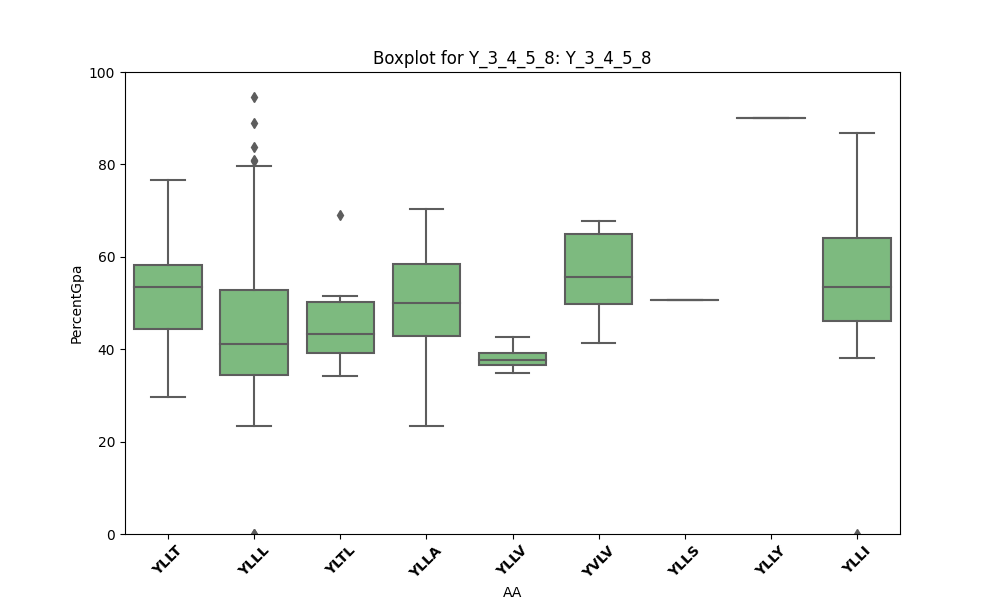 Boxplot for Y_3_4_5_8: Y_3_4_5_8
100
80
60
40
20
0
PercentGpa
YLLT
YLLL
YLTL
YLLA
YLLV
YVLV
YLLS
YLLY
YLLI
AA